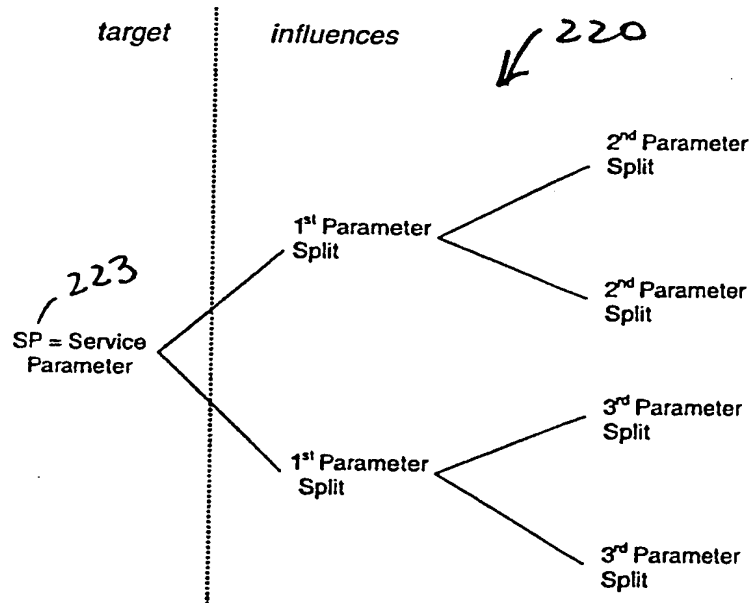 target
influences
220
2nd Parameter
Split
1st Parameter
Split
2nd Parameter
Split
223
SP = Service
Parameter
3rd Parameter
Split
1st Parameter
Split
3rd Parameter
Split